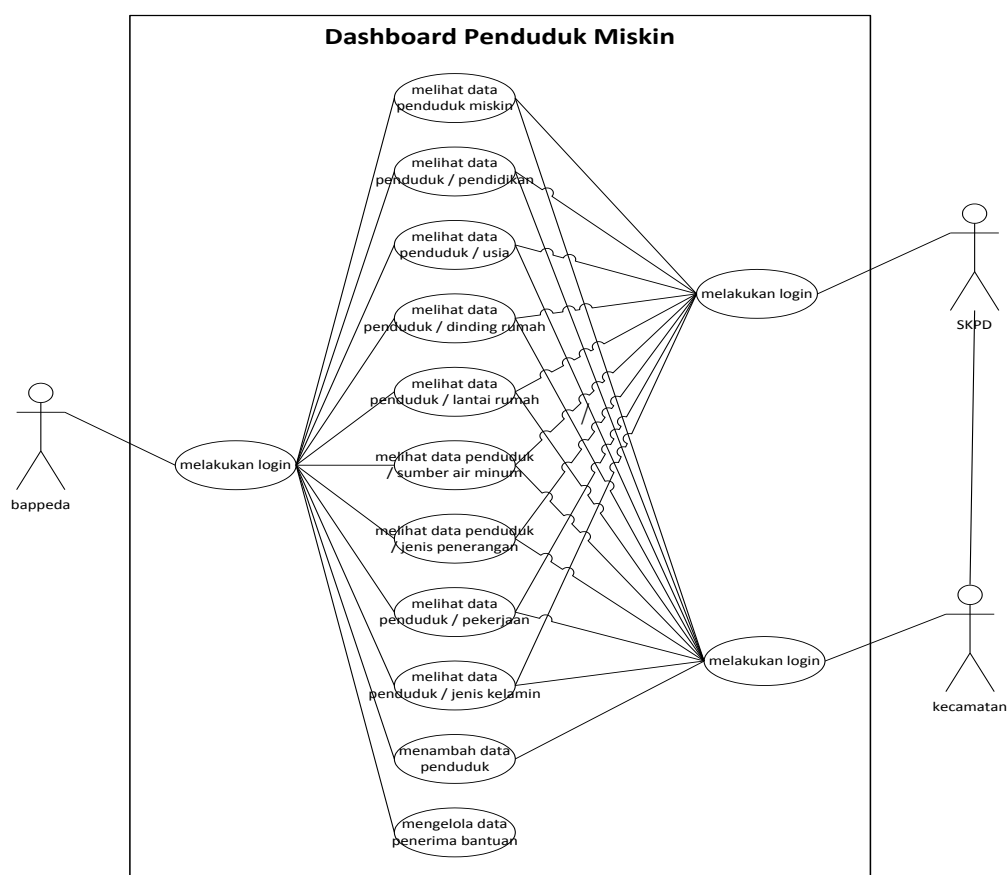 Dashboard Penduduk Miskin
melihat data
penduduk miskin
melihat data
penduduk / pendidikan
melihat data
penduduk / usia
melihat data
penduduk / dinding rumah
melihat data
penduduk / lantai rumah
melihat data penduduk
/ sumber air minum
melihat data penduduk
/ jenis penerangan
melihat data
penduduk / pekerjaan
melihat data
penduduk / jenis kelamin
menambah data
penduduk
mengelola data
penerima bantuan
melakukan login
bappeda
melakukan login
SKPD
melakukan login
kecamatan